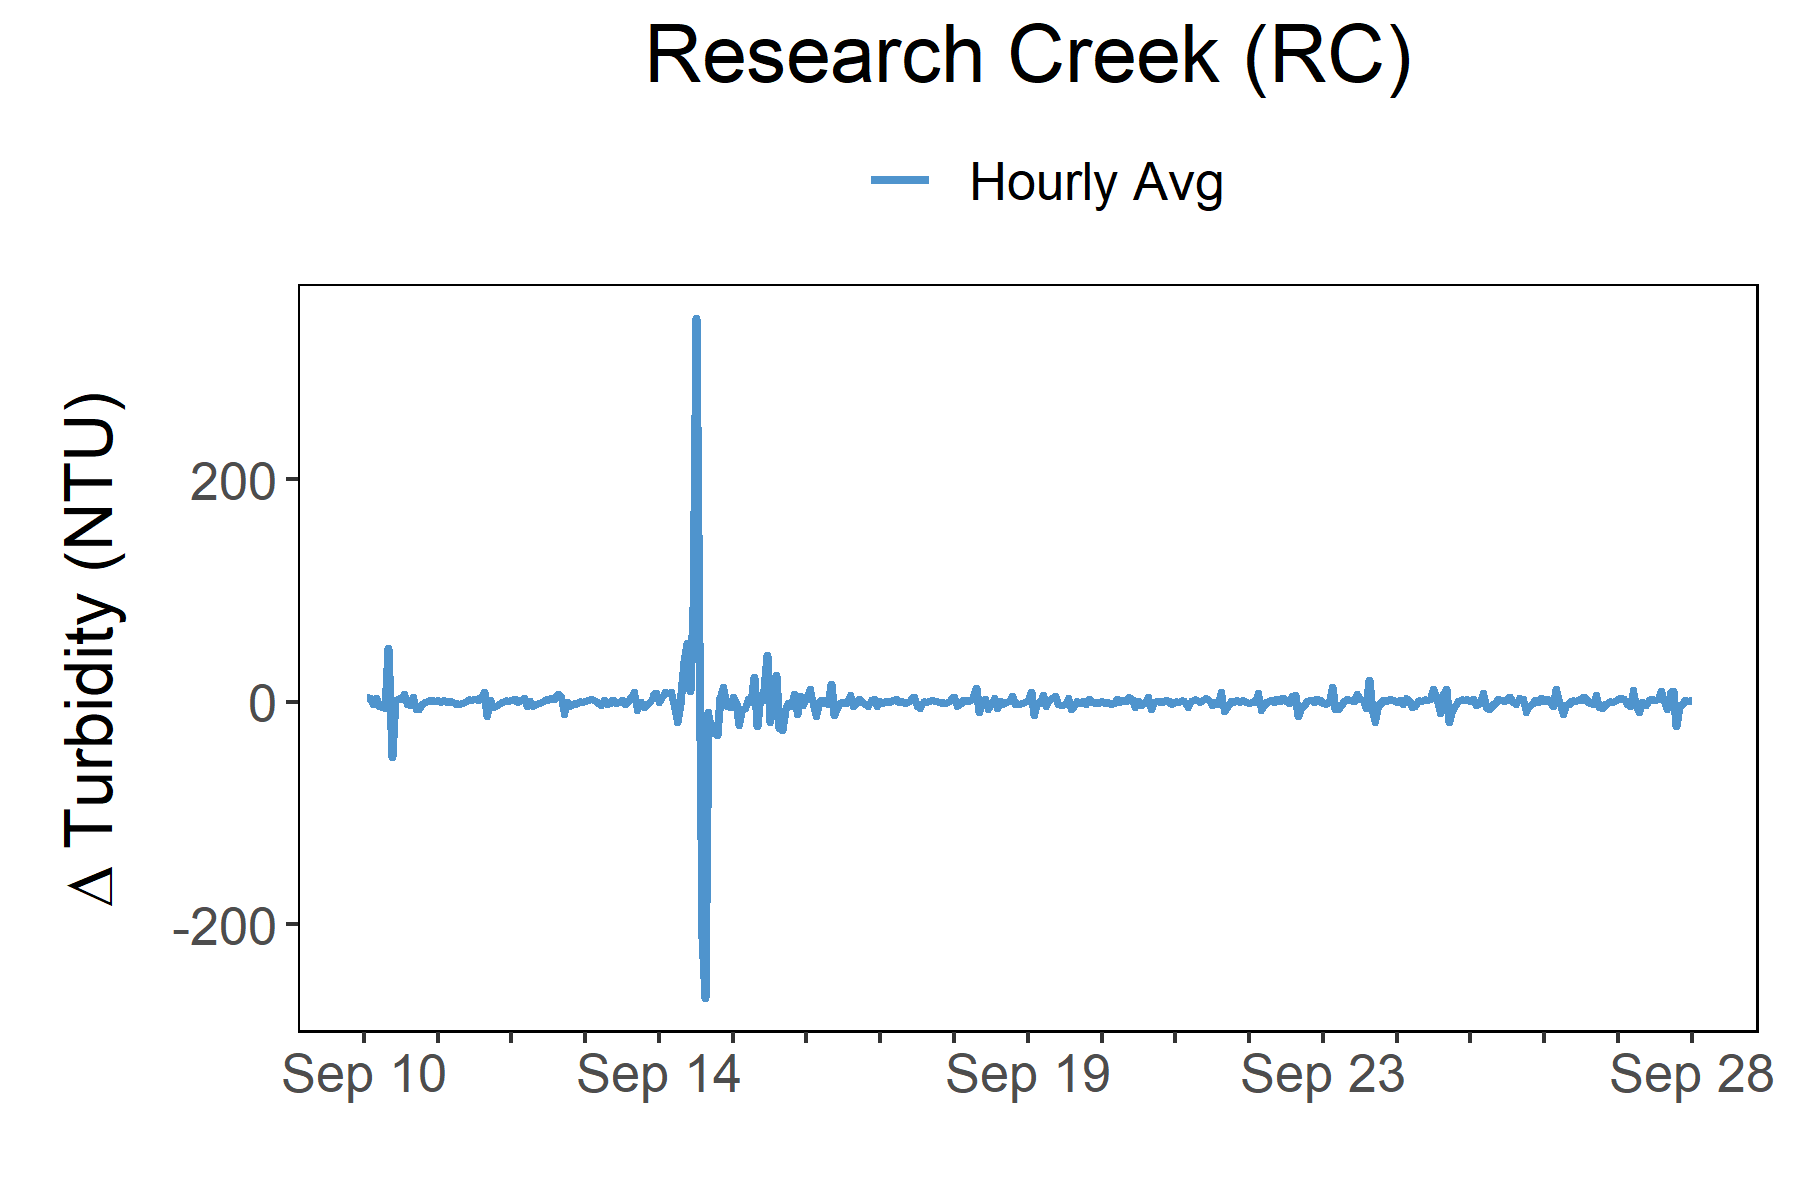 Research Creek (RC)
Hourly Avg
Δ Turbidity (NTU)
200
0
-200
Sep 10 Sep 14 Sep 19 Sep 23 Sep 28